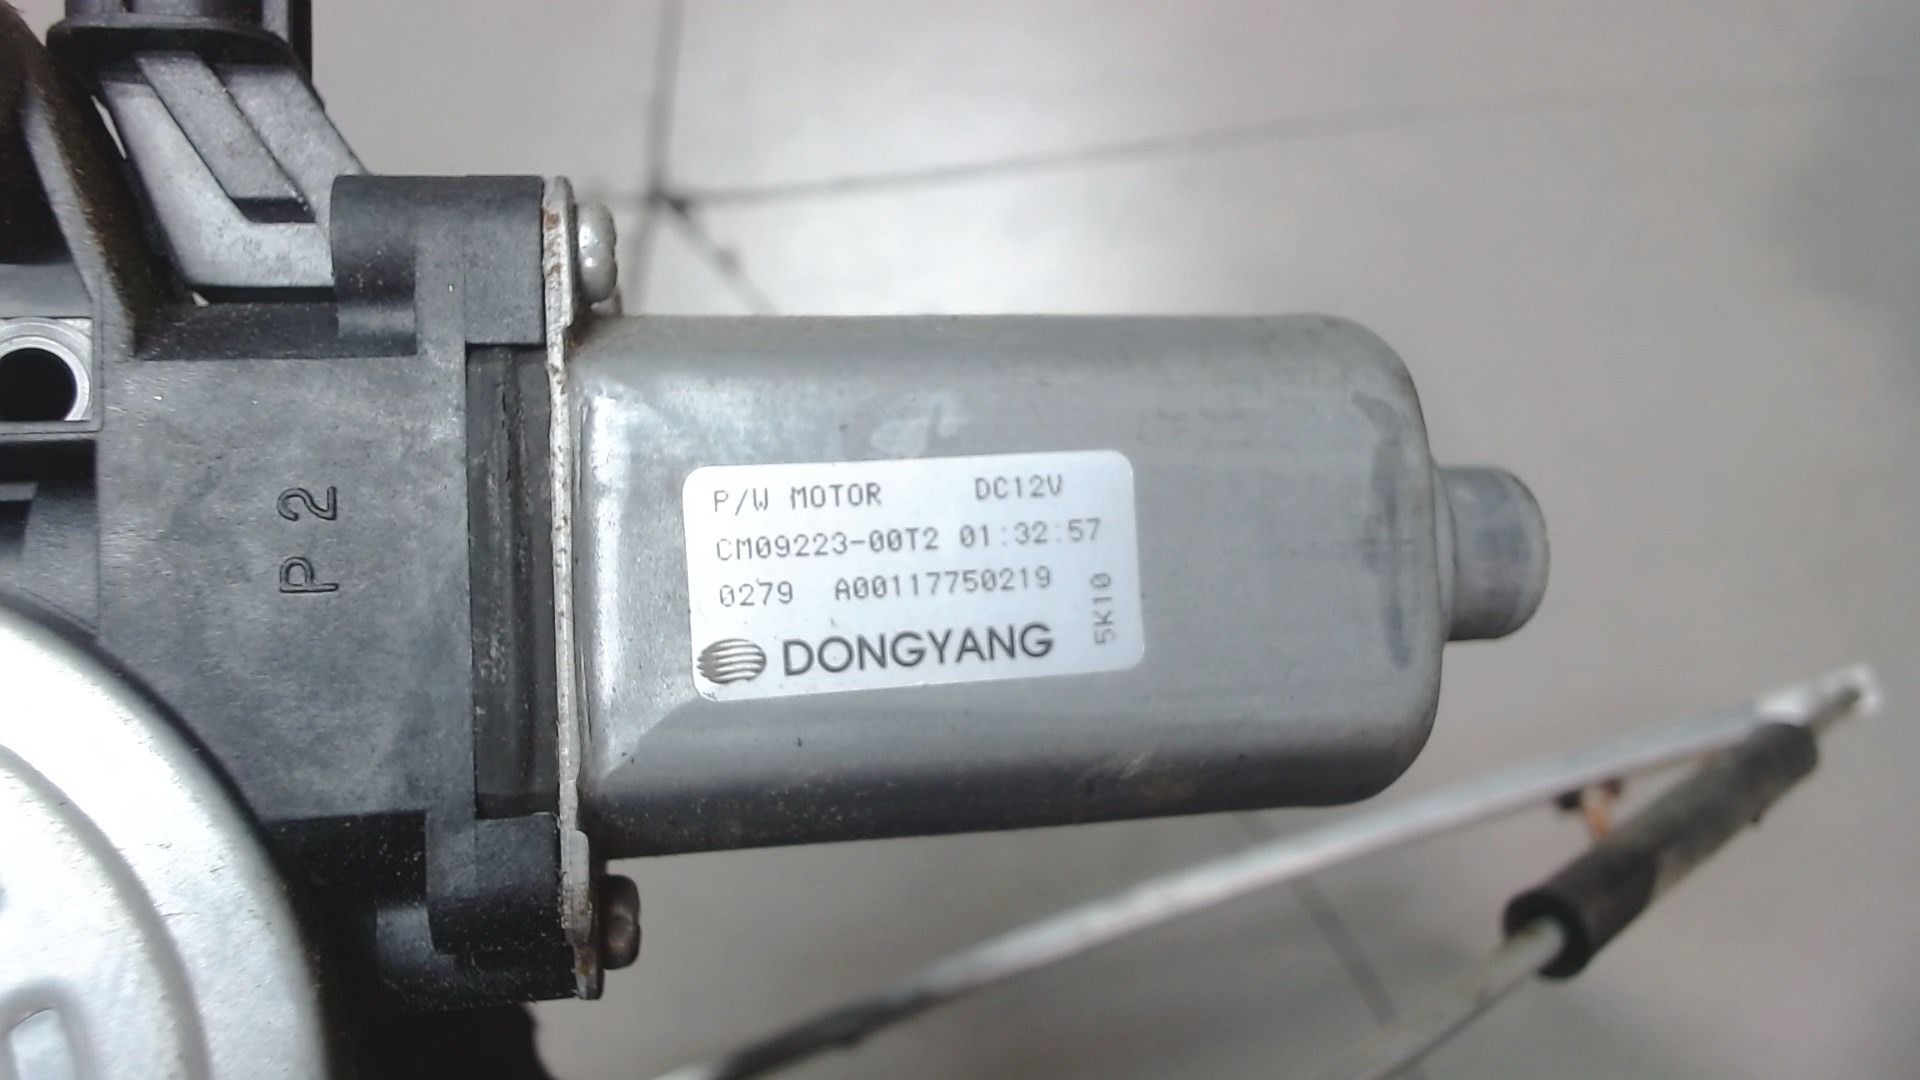 P/W MOTOR DC12V
CM09223-00T2 01:32:57
0279 A00117750219
5K10
DONGYANG
P2